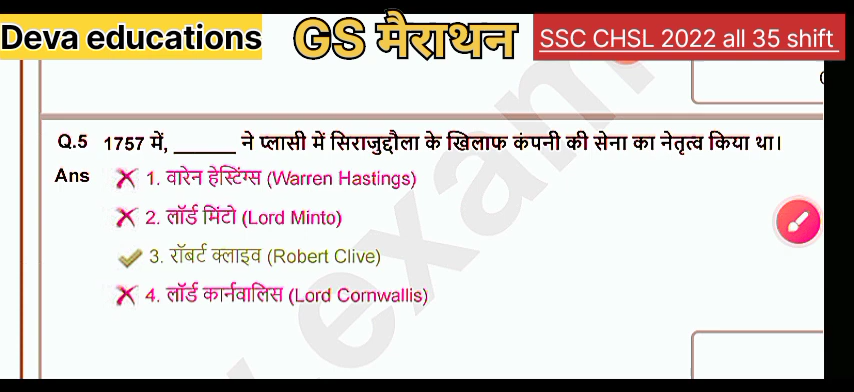 Deva educations GS मैराथन SSC CHSL 2022 all 35 shift
Q.5 1757 में, ______ ने प्लासी में सिराजुद्दौला के खिलाफ कंपनी की सेना का नेतृत्व किया था।
Ans 1. वारेन हेस्टिंग्स (Warren Hastings)
2. लॉर्ड मिंटो (Lord Minto)
3. रॉबर्ट क्लाइव (Robert Clive)
4. लॉर्ड कार्नवालिस (Lord Cornwallis)